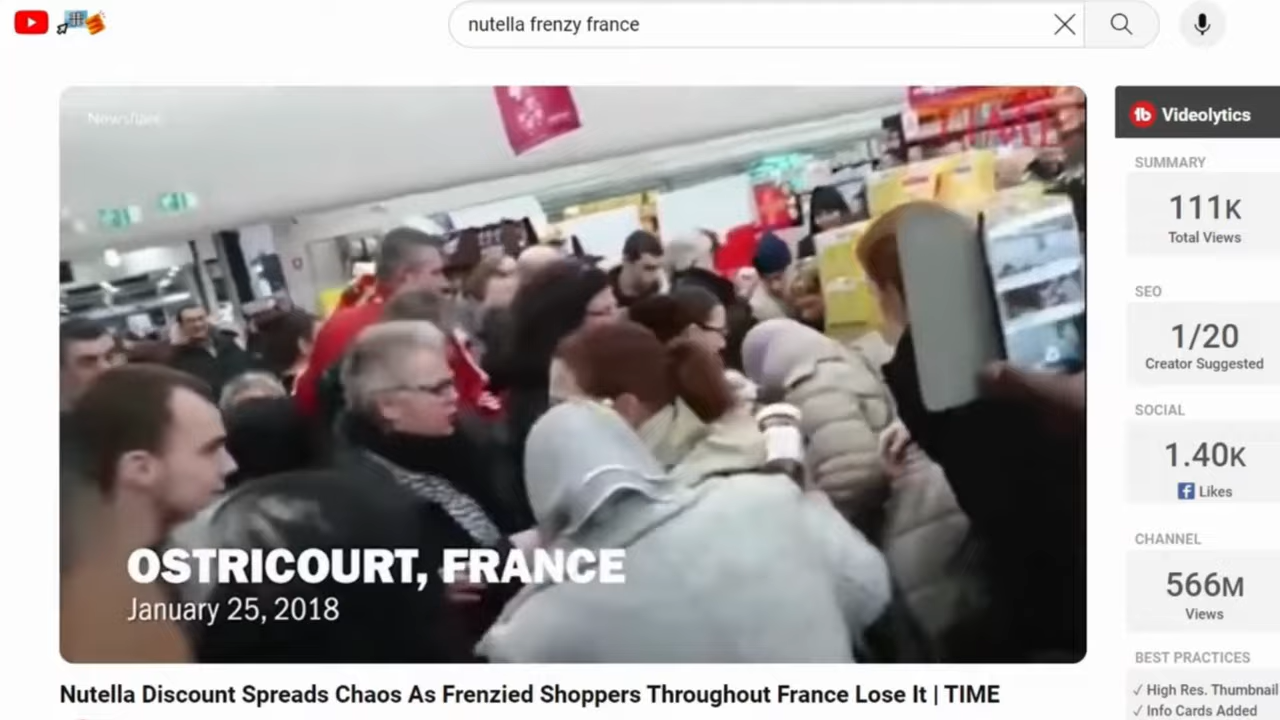 nutella frenzy france
Newsflare
TIME
OSTRICOURT, FRANCE
January 25, 2018
Nutella Discount Spreads Chaos As Frenzied Shoppers Throughout France Lose It | TIME
tb Videolytics
SUMMARY
111K
Total Views
SEO
1/20
Creator Suggested
SOCIAL
1.40K
f Likes
CHANNEL
566M
Views
BEST PRACTICES
✓ High Res. Thumbnail
✓ Info Cards Added